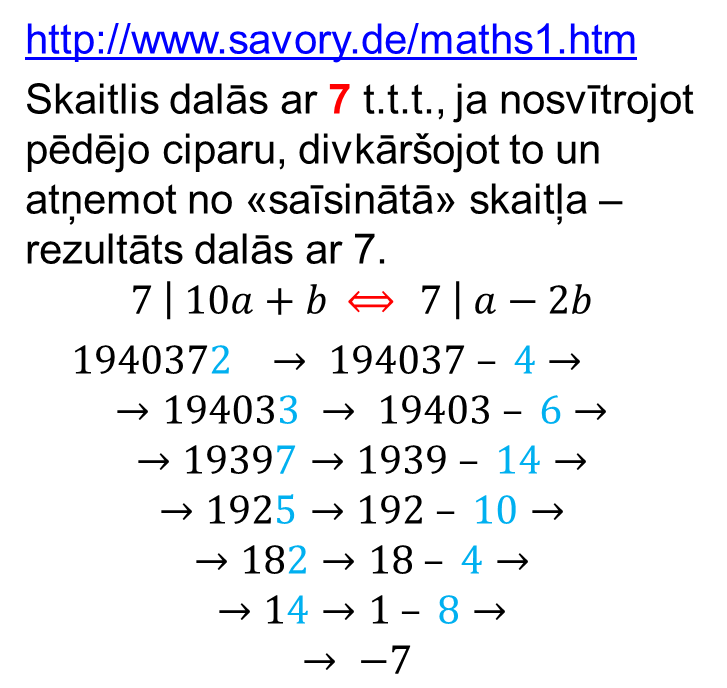 http://www.savory.de/maths1.htm
Skaitlis dalās ar 7 t.t.t., ja nosvītrojot
pēdējo ciparu, divkāršojot to un
atņemot no «saīsinātā» skaitļa –
rezultāts dalās ar 7.
7 | 10a + b ⟺ 7 | a − 2b
1940372 → 194037 – 4 →
→ 194033 → 19403 – 6 →
→ 19397 → 1939 – 14 →
→ 1925 → 192 – 10 →
→ 182 → 18 – 4 →
→ 14 → 1 – 8 →
→ −7